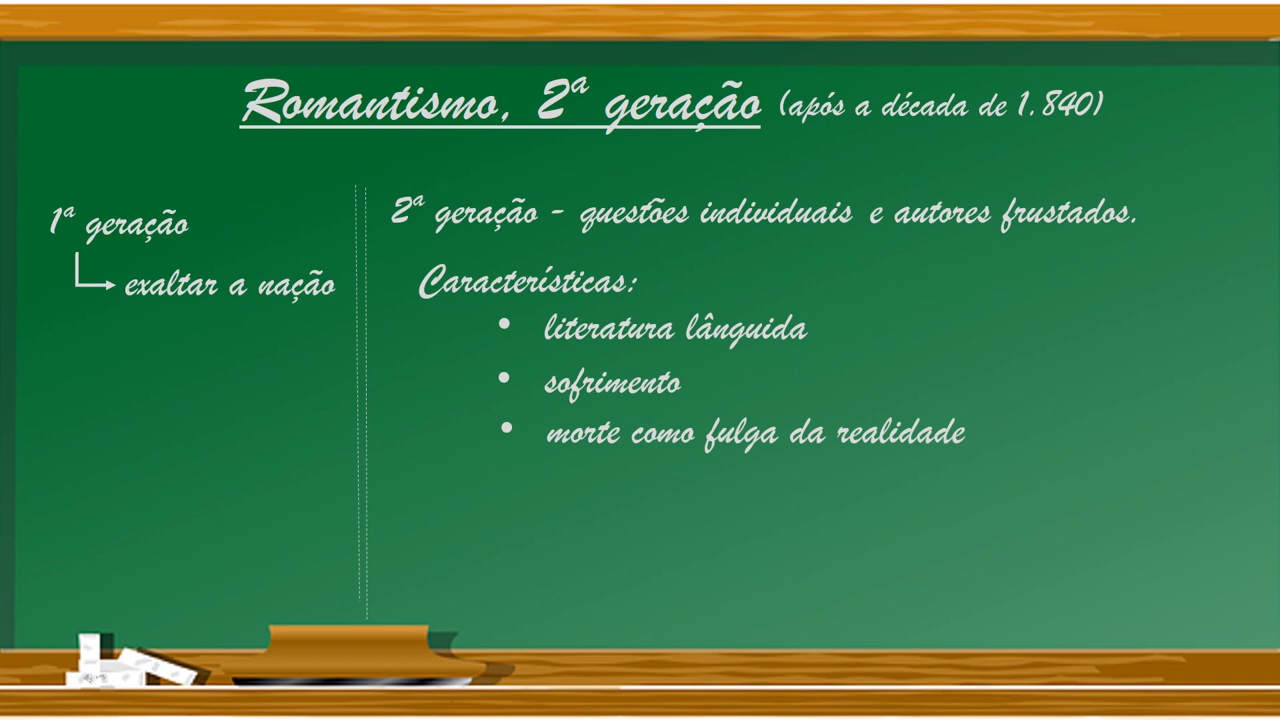 Romantismo, 2ª geração (após a década de 1.840)
1ª geração
exaltar a nação
2ª geração - questões individuais e autores frustados.
Características:
• literatura lânguida
• sofrimento
• morte como fulga da realidade